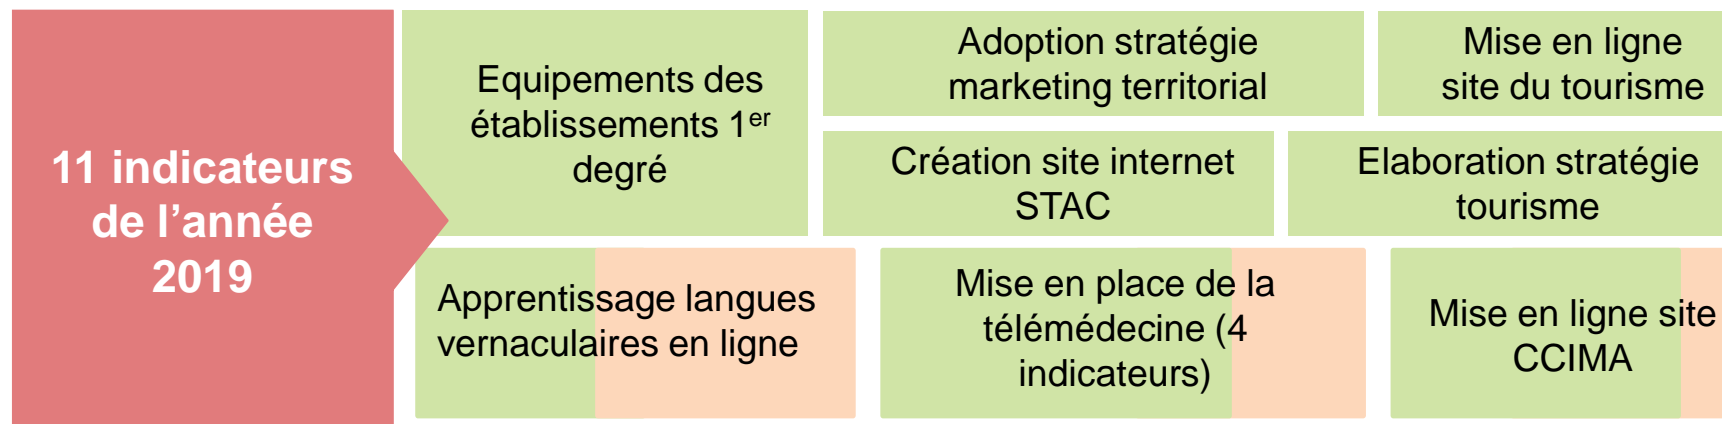 11 indicateurs
de l’année
2019
Equipements des
établissements 1er
degré
Adoption stratégie
marketing territorial
Mise en ligne
site du tourisme
Création site internet
STAC
Elaboration stratégie
tourisme
Apprentissage langues
vernaculaires en ligne
Mise en place de la
télémédecine (4
indicateurs)
Mise en ligne site
CCIMA